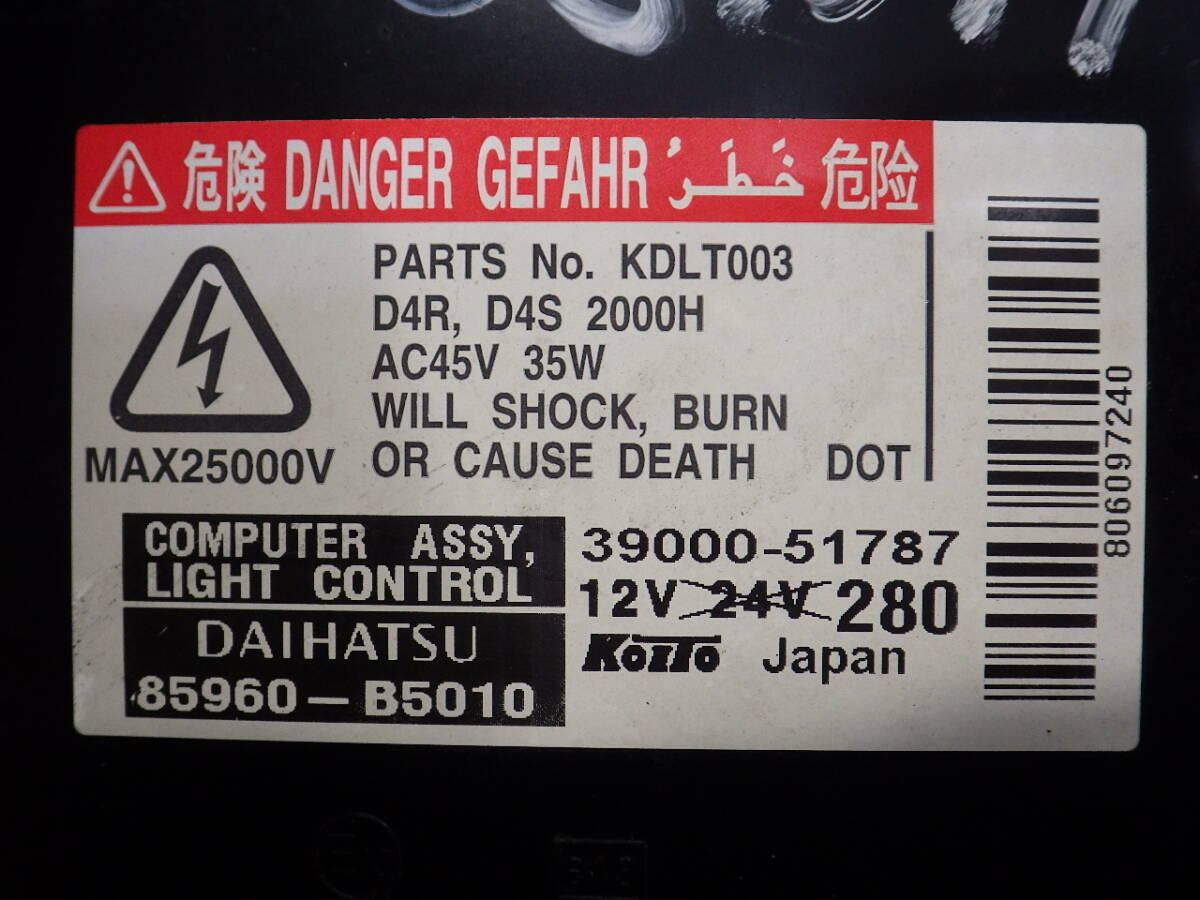 危険 DANGER GEFAHR خَطَرُ 危险
PARTS No. KDLT003
D4R, D4S 2000H
AC45V 35W
WILL SHOCK, BURN
OR CAUSE DEATH DOT
MAX25000V
COMPUTER ASSY,
LIGHT CONTROL
DAIHATSU
85960-B5010
39000-51787
12V 24V 280
KOITO Japan
806097240